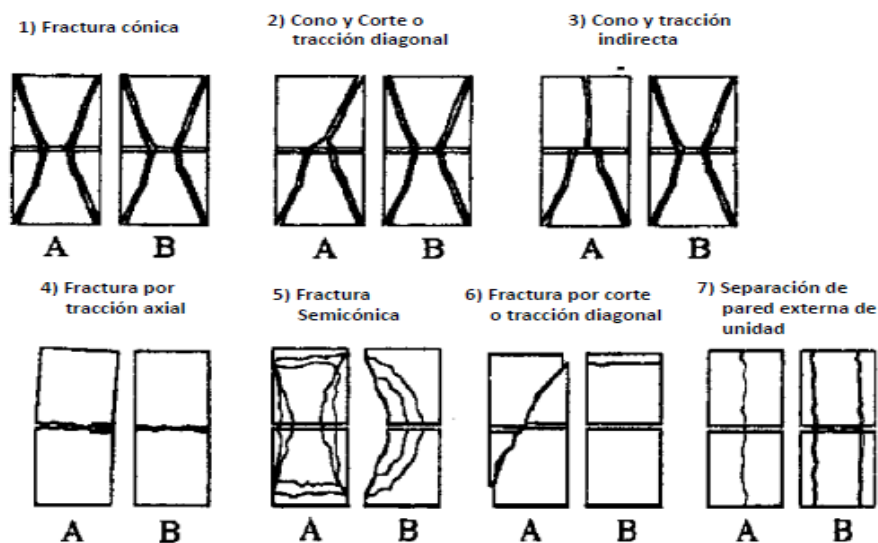 1) Fractura cónica
2) Cono y Corte o
tracción diagonal
3) Cono y tracción
indirecta
A
B
A
B
A
B
4) Fractura por
tracción axial
5) Fractura
Semicónica
6) Fractura por corte
o tracción diagonal
7) Separación de
pared externa de
unidad
A
B
A
B
A
B
A
B